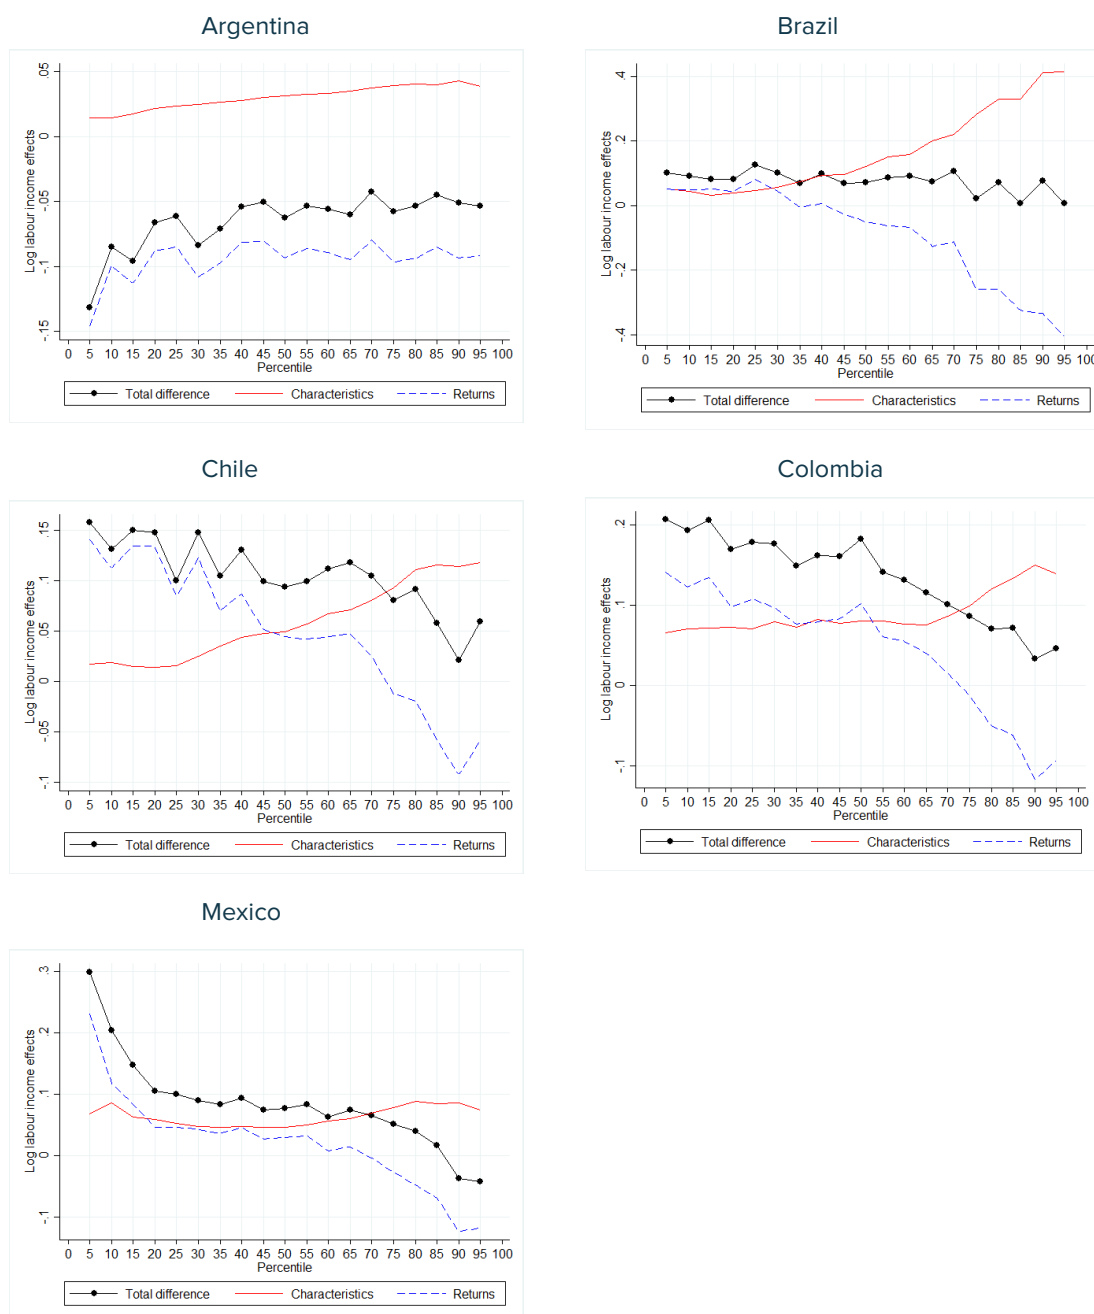 Argentina
Log labour income effects
.05
0
-.05
-.1
-.15
0 5 10 15 20 25 30 35 40 45 50 55 60 65 70 75 80 85 90 95 100
Percentile
Total difference Characteristics Returns
Brazil
Log labour income effects
.4
.2
0
-.2
-.4
0 5 10 15 20 25 30 35 40 45 50 55 60 65 70 75 80 85 90 95 100
Percentile
Total difference Characteristics Returns
Chile
Log labour income effects
.15
.1
.05
0
-.05
-.1
0 5 10 15 20 25 30 35 40 45 50 55 60 65 70 75 80 85 90 95 100
Percentile
Total difference Characteristics Returns
Colombia
Log labour income effects
.2
.1
0
-.1
0 5 10 15 20 25 30 35 40 45 50 55 60 65 70 75 80 85 90 95 100
Percentile
Total difference Characteristics Returns
Mexico
Log labour income effects
.3
.2
.1
0
-.1
0 5 10 15 20 25 30 35 40 45 50 55 60 65 70 75 80 85 90 95 100
Percentile
Total difference Characteristics Returns